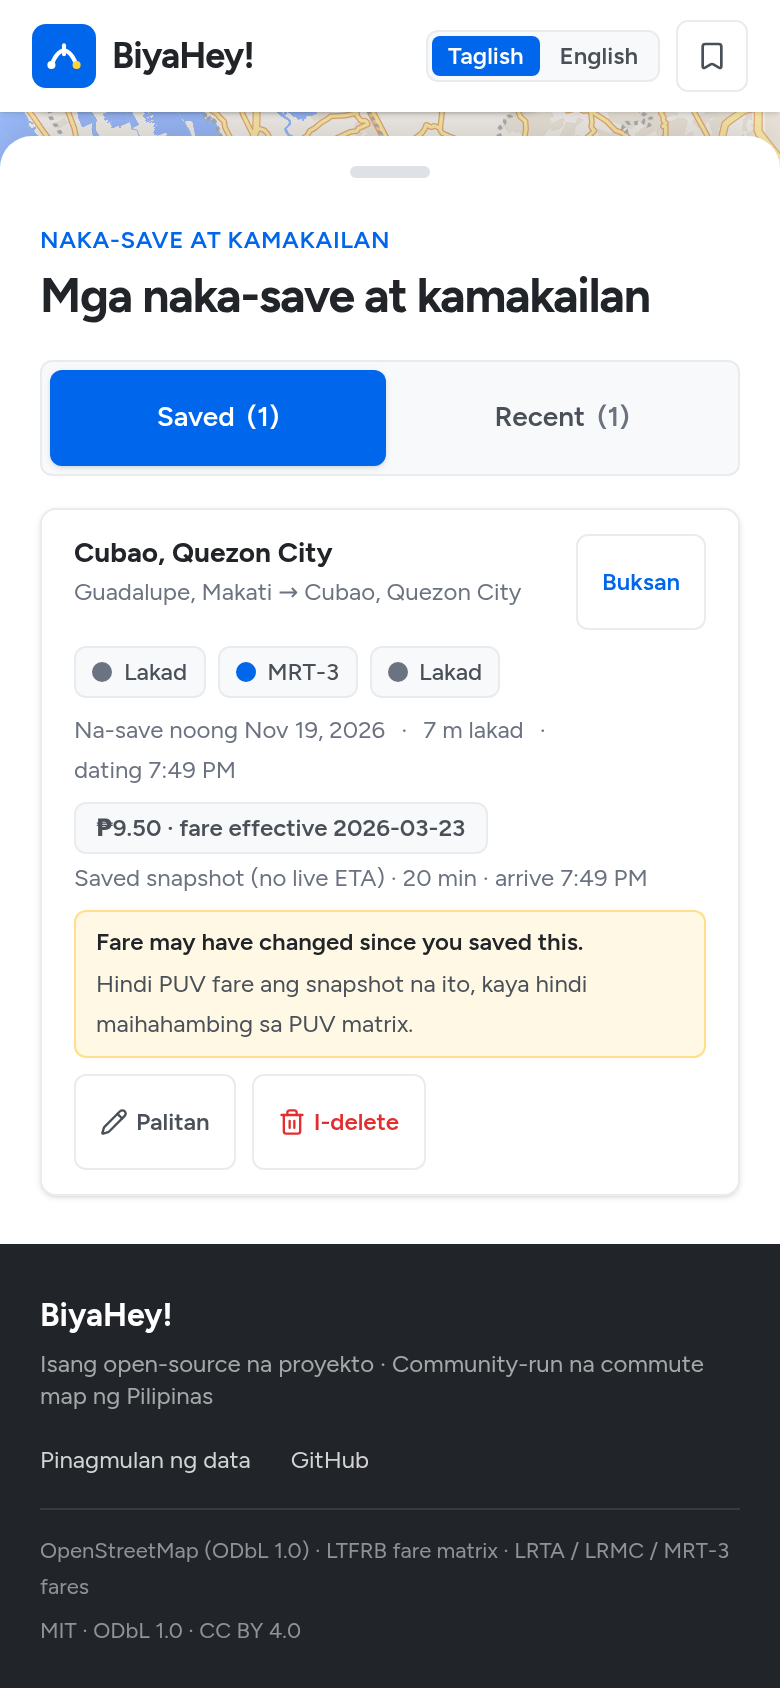 BiyaHey!
Taglish English
NAKA-SAVE AT KAMAKAILAN
Mga naka-save at kamakailan
Saved (1)
Recent (1)
Cubao, Quezon City
Guadalupe, Makati → Cubao, Quezon City
Buksan
Lakad
MRT-3
Lakad
Na-save noong Nov 19, 2026 · 7 m lakad ·
dating 7:49 PM
₱9.50 · fare effective 2026-03-23
Saved snapshot (no live ETA) · 20 min · arrive 7:49 PM
Fare may have changed since you saved this.
Hindi PUV fare ang snapshot na ito, kaya hindi
maihahambing sa PUV matrix.
Palitan
I-delete
BiyaHey!
Isang open-source na proyekto · Community-run na commute
map ng Pilipinas
Pinagmulan ng data GitHub
OpenStreetMap (ODbL 1.0) · LTFRB fare matrix · LRTA / LRMC / MRT-3
fares
MIT · ODbL 1.0 · CC BY 4.0